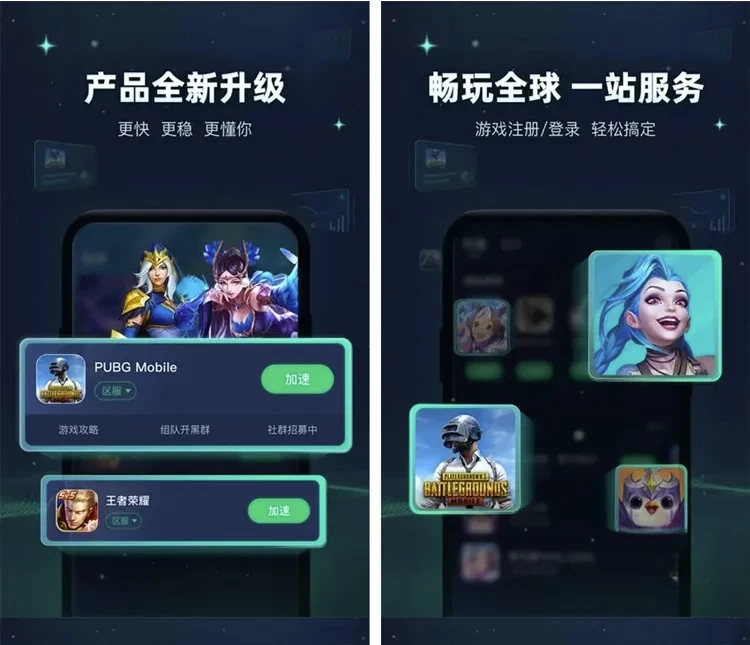 产品全新升级
更快 更稳 更懂你
PUBG Mobile
区服
加速
游戏攻略 组队开黑群 社群招募中
5v5
王者荣耀
区服
加速
畅玩全球 一站服务
游戏注册/登录 轻松搞定
PLAYERUNKNOWN'S
BATTLEGROUNDS
MOBILE